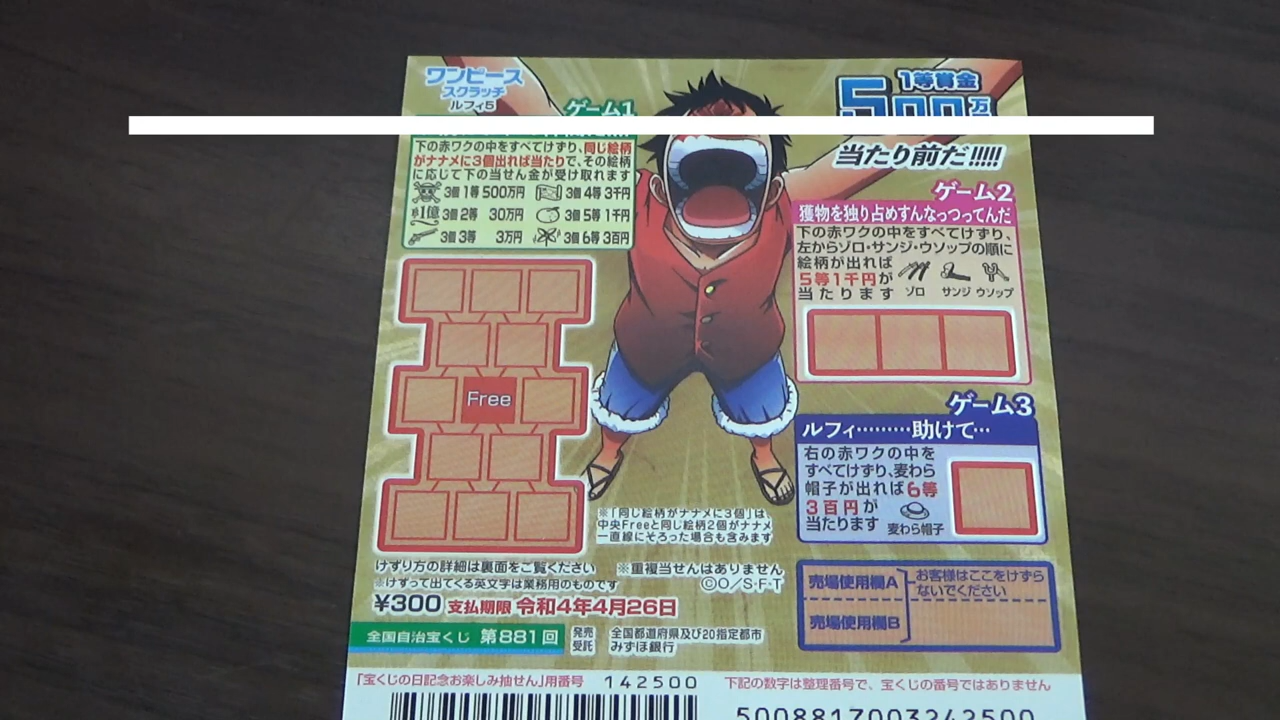 ワンピース
スクラッチ
ルフィ5
ゲーム1
下の赤ワクの中をすべてけずり、同じ絵柄
がナナメに3個出れば当たりで、その絵柄
に応じて下の当せん金が受け取れます
3個 1等 500万円 3個 4等 3千円
1億 3個 2等 30万円 3個 5等 1千円
3個 3等 3万円 3個 6等 3百円
Free
1等賞金
500万
当たり前だ!!!!!
ゲーム2
獲物を独り占めすんなっつってんだ
下の赤ワクの中をすべてけずり、
左からゾロ・サンジ・ウソップの順に
絵柄が出れば
5等1千円が
当たります
ゾロ サンジ ウソップ
ゲーム3
ルフィ………助けて…
右の赤ワクの中を
すべてけずり、麦わら
帽子が出れば6等
3百円が
当たります
麦わら帽子
※「同じ絵柄がナナメに3個」は
中央Freeと同じ絵柄2個がナナメ
一直線にそろった場合も含みます
けずり方の詳細は裏面をご覧ください ※重複当せんはありません
※けずって出てくる英文字は業務用のものです ©O/S・F・T
¥300 支払期限 令和4年4月26日
全国自治宝くじ 第881回 発売 全国都道府県及び20指定都市
受託 みずほ銀行
売場使用欄A
売場使用欄B
お客様はここをけずら
ないでください
「宝くじの日記念お楽しみ抽せん」用番号 142500
下記の数字は整理番号で、宝くじの番号ではありません
5008817003242500